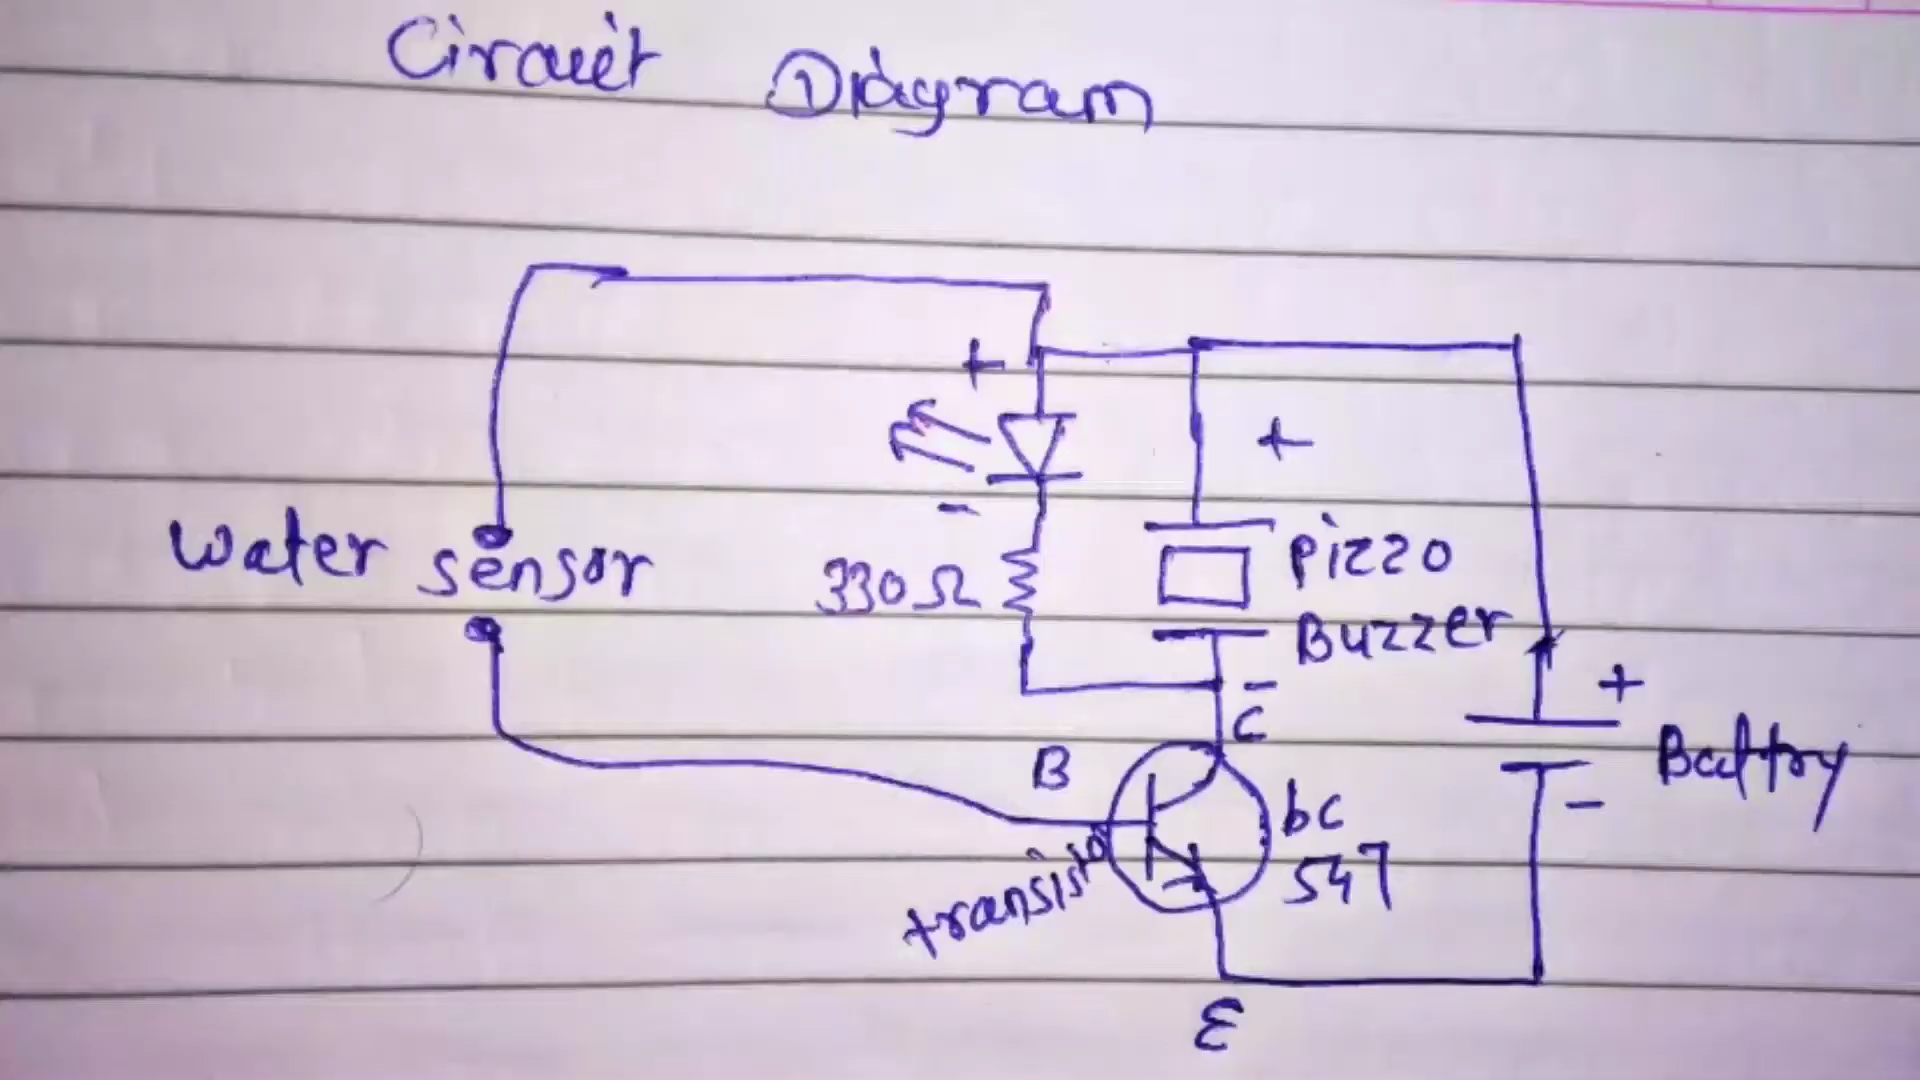 Circuit Diagram
+
+
-
water sensor
330Ω
Pizzo
Buzzer
-
+
C
B
Battry
-
bc
547
transisto
E